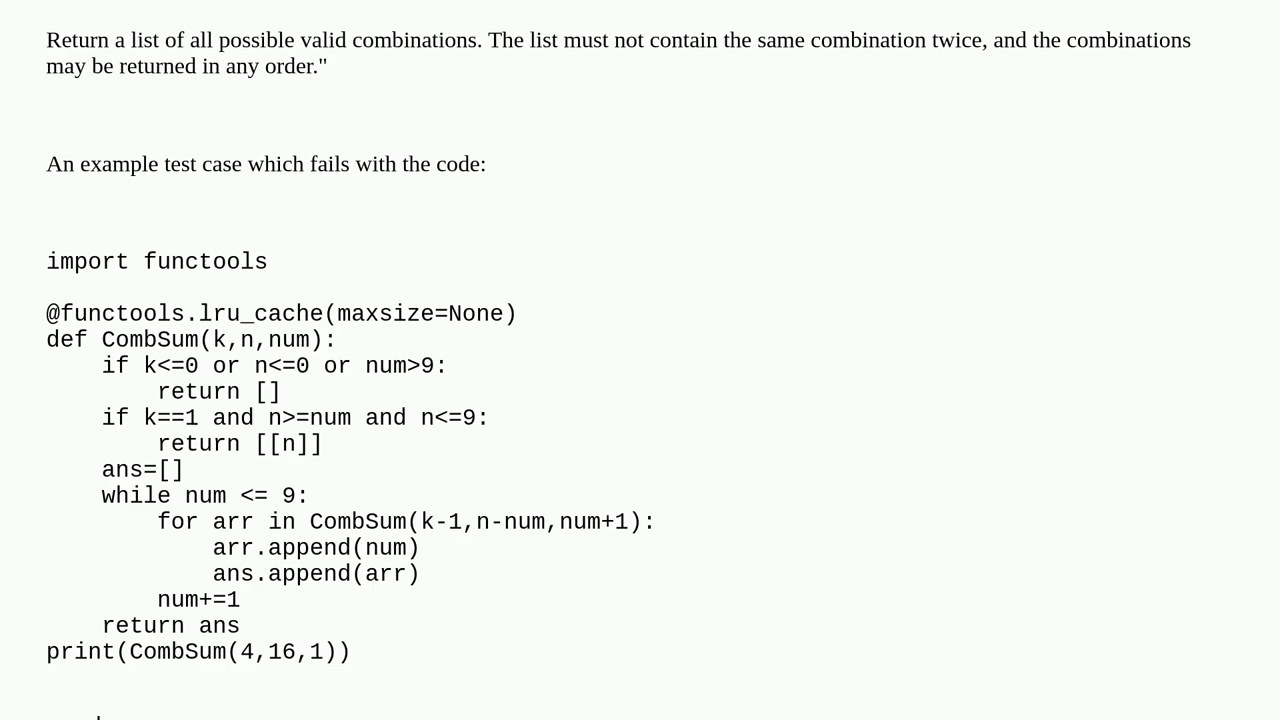 Return a list of all possible valid combinations. The list must not contain the same combination twice, and the combinations
may be returned in any order."
An example test case which fails with the code:
import functools
@functools.lru_cache(maxsize=None)
def CombSum(k,n,num):
    if k<=0 or n<=0 or num>9:
        return []
    if k==1 and n>=num and n<=9:
        return [[n]]
    ans=[]
    while num <= 9:
        for arr in CombSum(k-1,n-num,num+1):
            arr.append(num)
            ans.append(arr)
        num+=1
    return ans
print(CombSum(4,16,1))